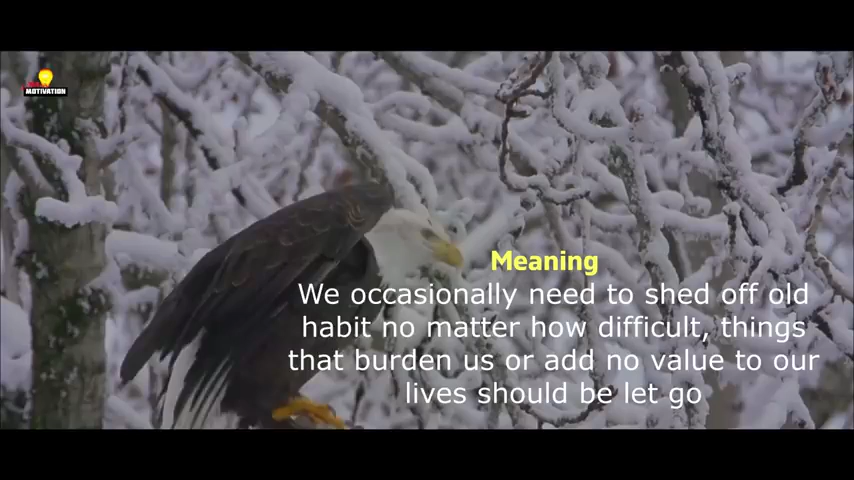 MOTIVATION
Meaning
We occasionally need to shed off old
habit no matter how difficult, things
that burden us or add no value to our
lives should be let go